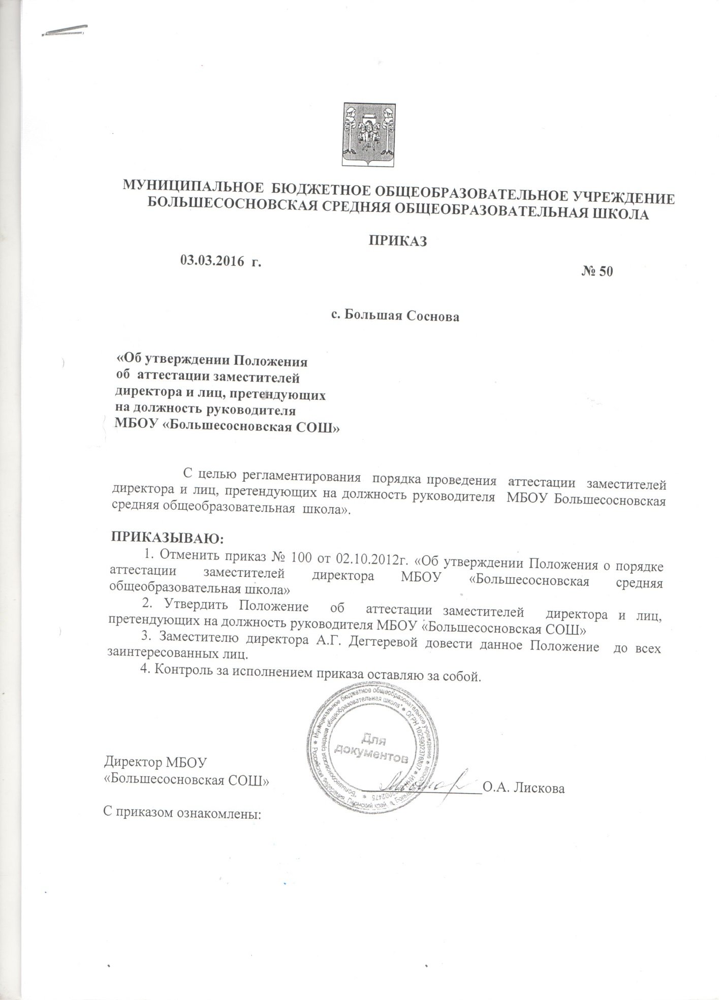 МУНИЦИПАЛЬНОЕ БЮДЖЕТНОЕ ОБЩЕОБРАЗОВАТЕЛЬНОЕ УЧРЕЖДЕНИЕ
БОЛЬШЕСОСНОВСКАЯ СРЕДНЯЯ ОБЩЕОБРАЗОВАТЕЛЬНАЯ ШКОЛА
ПРИКАЗ
03.03.2016 г.
№ 50
с. Большая Соснова
«Об утверждении Положения
об аттестации заместителей
директора и лиц, претендующих
на должность руководителя
МБОУ «Большесосновская СОШ»
С целью регламентирования порядка проведения аттестации заместителей
директора и лиц, претендующих на должность руководителя МБОУ Большесосновская
средняя общеобразовательная школа».
ПРИКАЗЫВАЮ:
1. Отменить приказ № 100 от 02.10.2012г. «Об утверждении Положения о порядке
аттестации заместителей директора МБОУ «Большесосновская средняя
общеобразовательная школа»
2. Утвердить Положение об аттестации заместителей директора и лиц,
претендующих на должность руководителя МБОУ «Большесосновская СОШ»
3. Заместителю директора А.Г. Дегтеревой довести данное Положение до всех
заинтересованных лиц.
4. Контроль за исполнением приказа оставляю за собой.
Муниципальное бюджетное общеобразовательное учреждение
Российская Федерация, Пермский край, с.
"Большесосновская средняя общеобразовательная школа" * ОГРН 1025902376807 * ИНН
Для
документов
Директор МБОУ
«Большесосновская СОШ»
О.А. Лискова
С приказом ознакомлены: